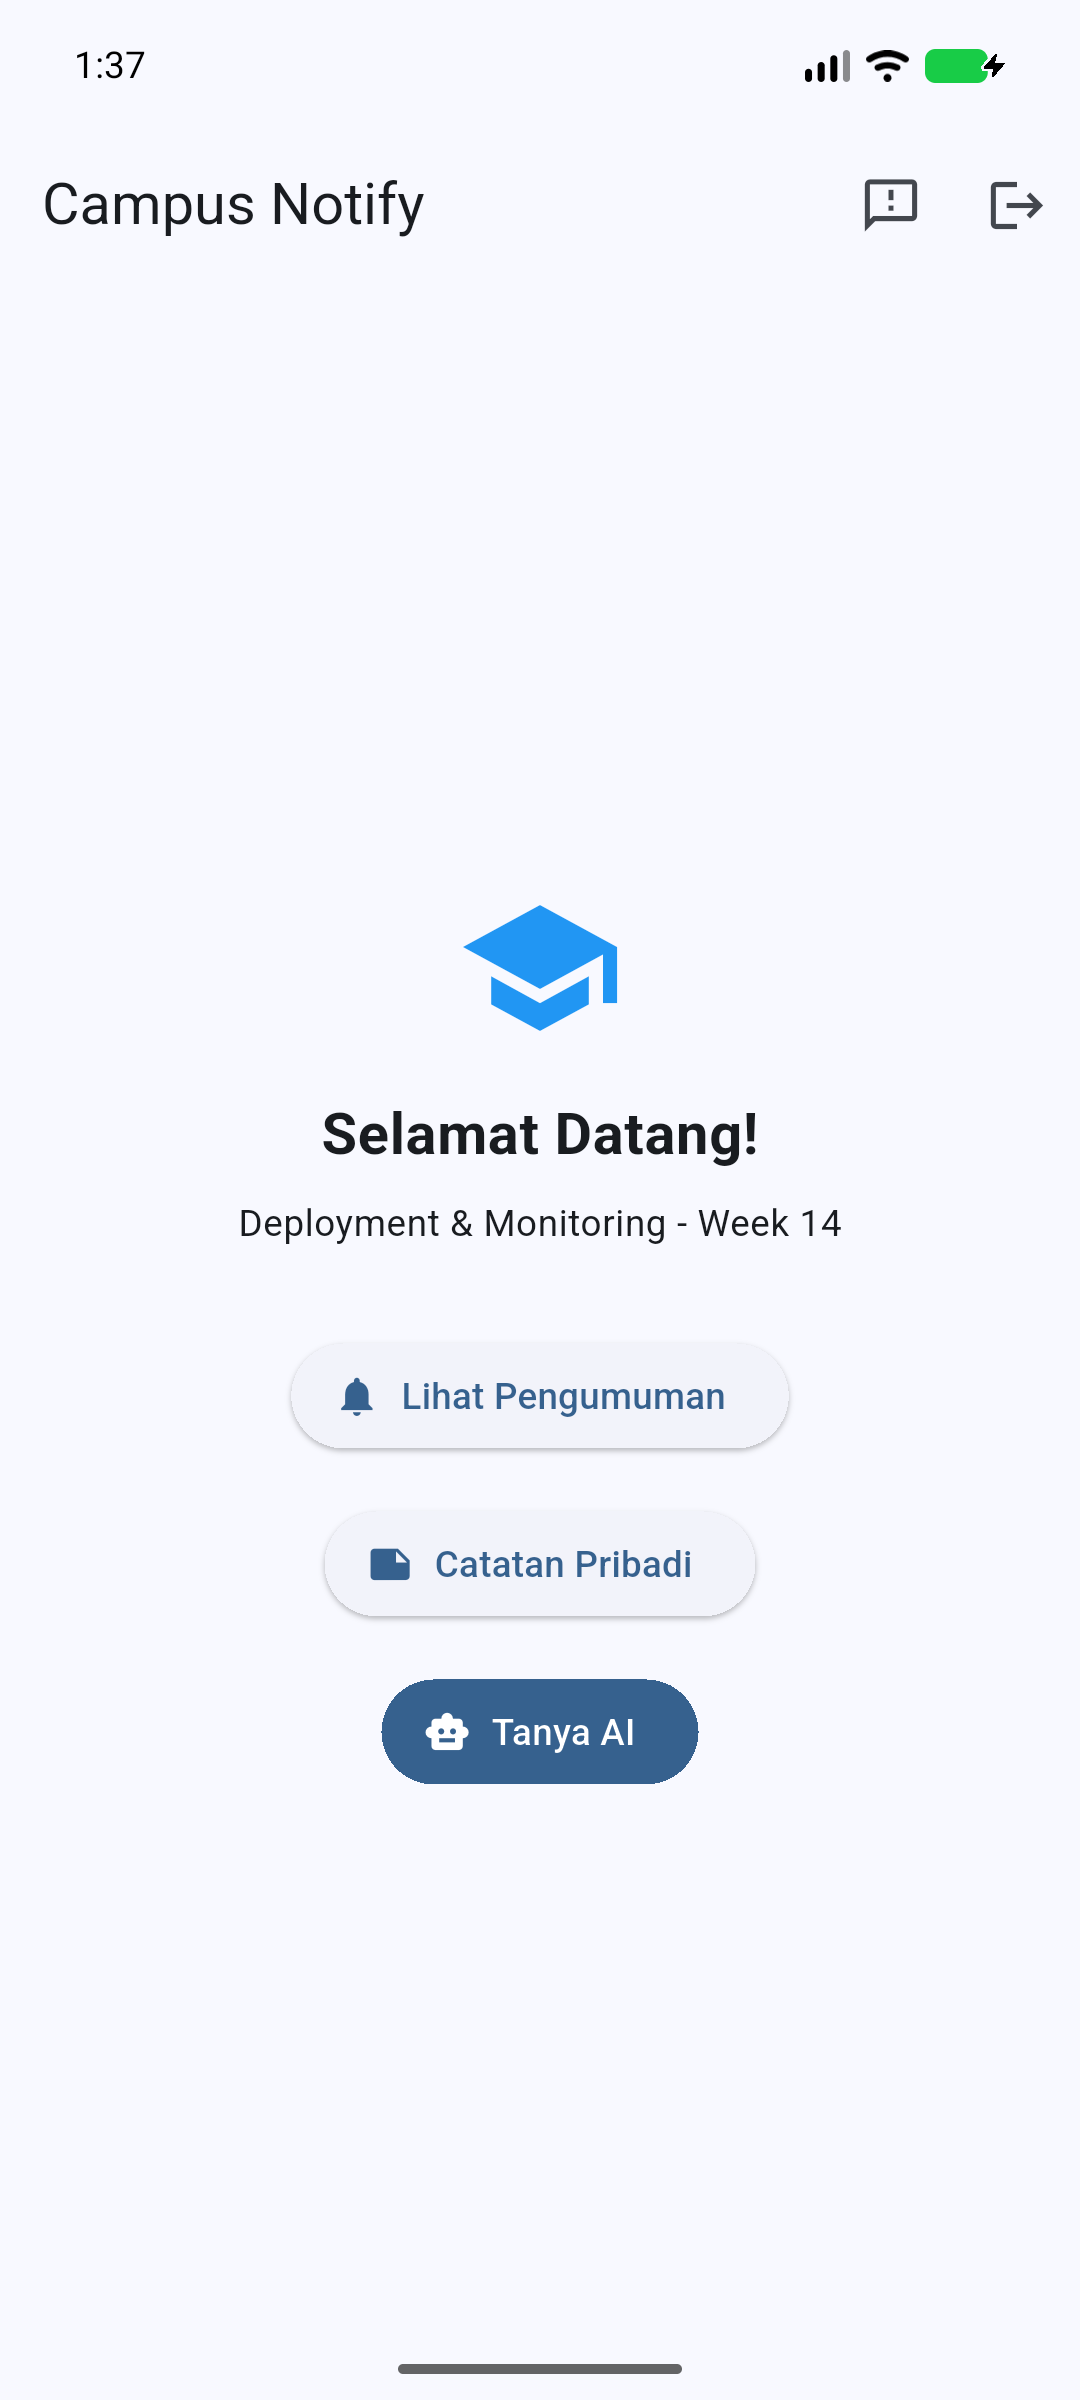 1:37
Campus Notify
Selamat Datang!
Deployment & Monitoring - Week 14
Lihat Pengumuman
Catatan Pribadi
Tanya AI